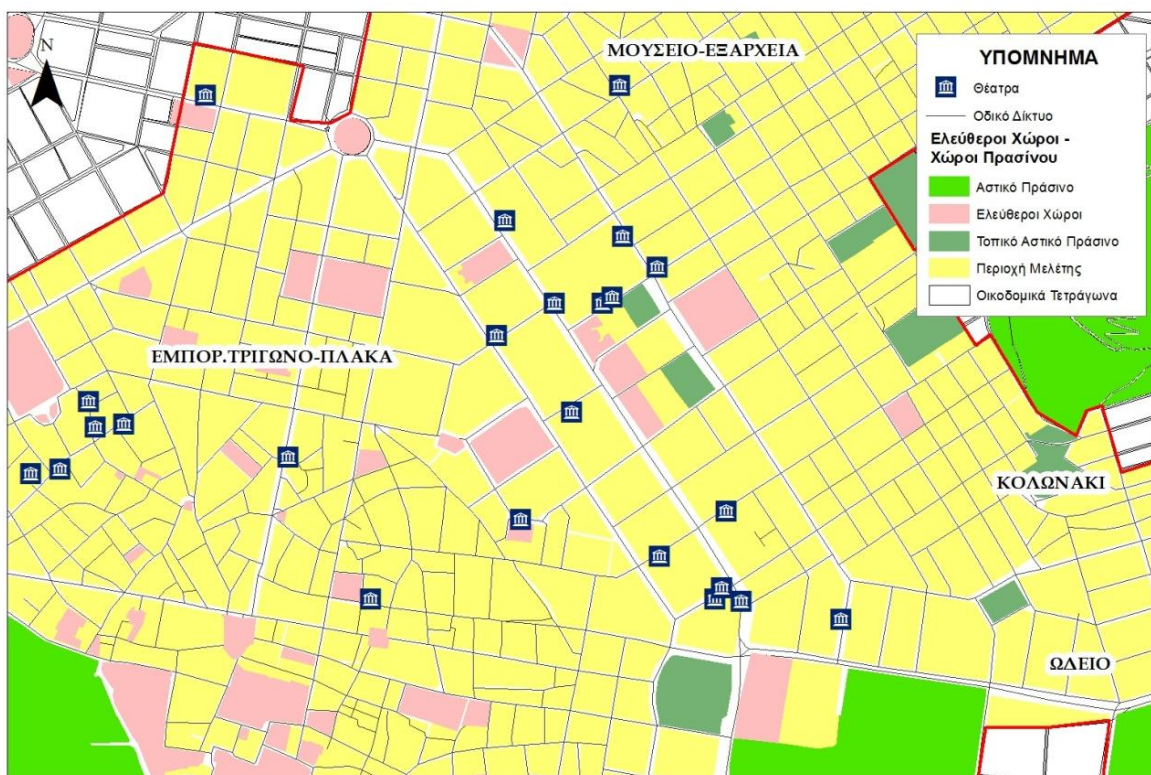 N
ΜΟΥΣΕΙΟ-ΕΞΑΡΧΕΙΑ
ΕΜΠΟΡ.ΤΡΙΓΩΝΟ-ΠΛΑΚΑ
ΚΟΛΩΝΑΚΙ
ΩΔΕΙΟ
ΥΠΟΜΝΗΜΑ
Θέατρα
Οδικό Δίκτυο
Ελεύθεροι Χώροι -
Χώροι Πρασίνου
Αστικό Πράσινο
Ελεύθεροι Χώροι
Τοπικό Αστικό Πράσινο
Περιοχή Μελέτης
Οικοδομικά Τετράγωνα